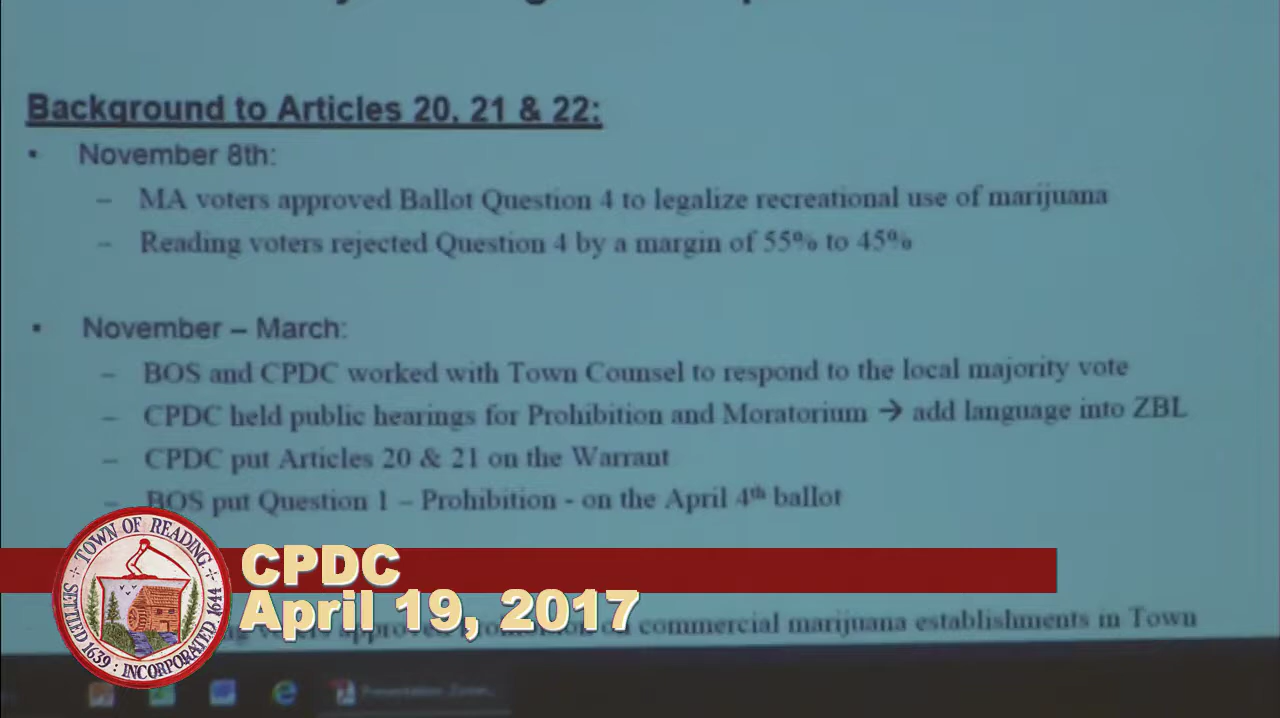 Background to Articles 20, 21 & 22:
• November 8th:
– MA voters approved Ballot Question 4 to legalize recreational use of marijuana
– Reading voters rejected Question 4 by a margin of 55% to 45%
• November – March:
– BOS and CPDC worked with Town Counsel to respond to the local majority vote
– CPDC held public hearings for Prohibition and Moratorium → add language into ZBL
– CPDC put Articles 20 & 21 on the Warrant
– BOS put Question 1 – Prohibition - on the April 4th ballot
TOWN OF READING
SETTLED 1639 : INCORPORATED 1644
CPDC
April 19, 2017
commercial marijuana establishments in Town